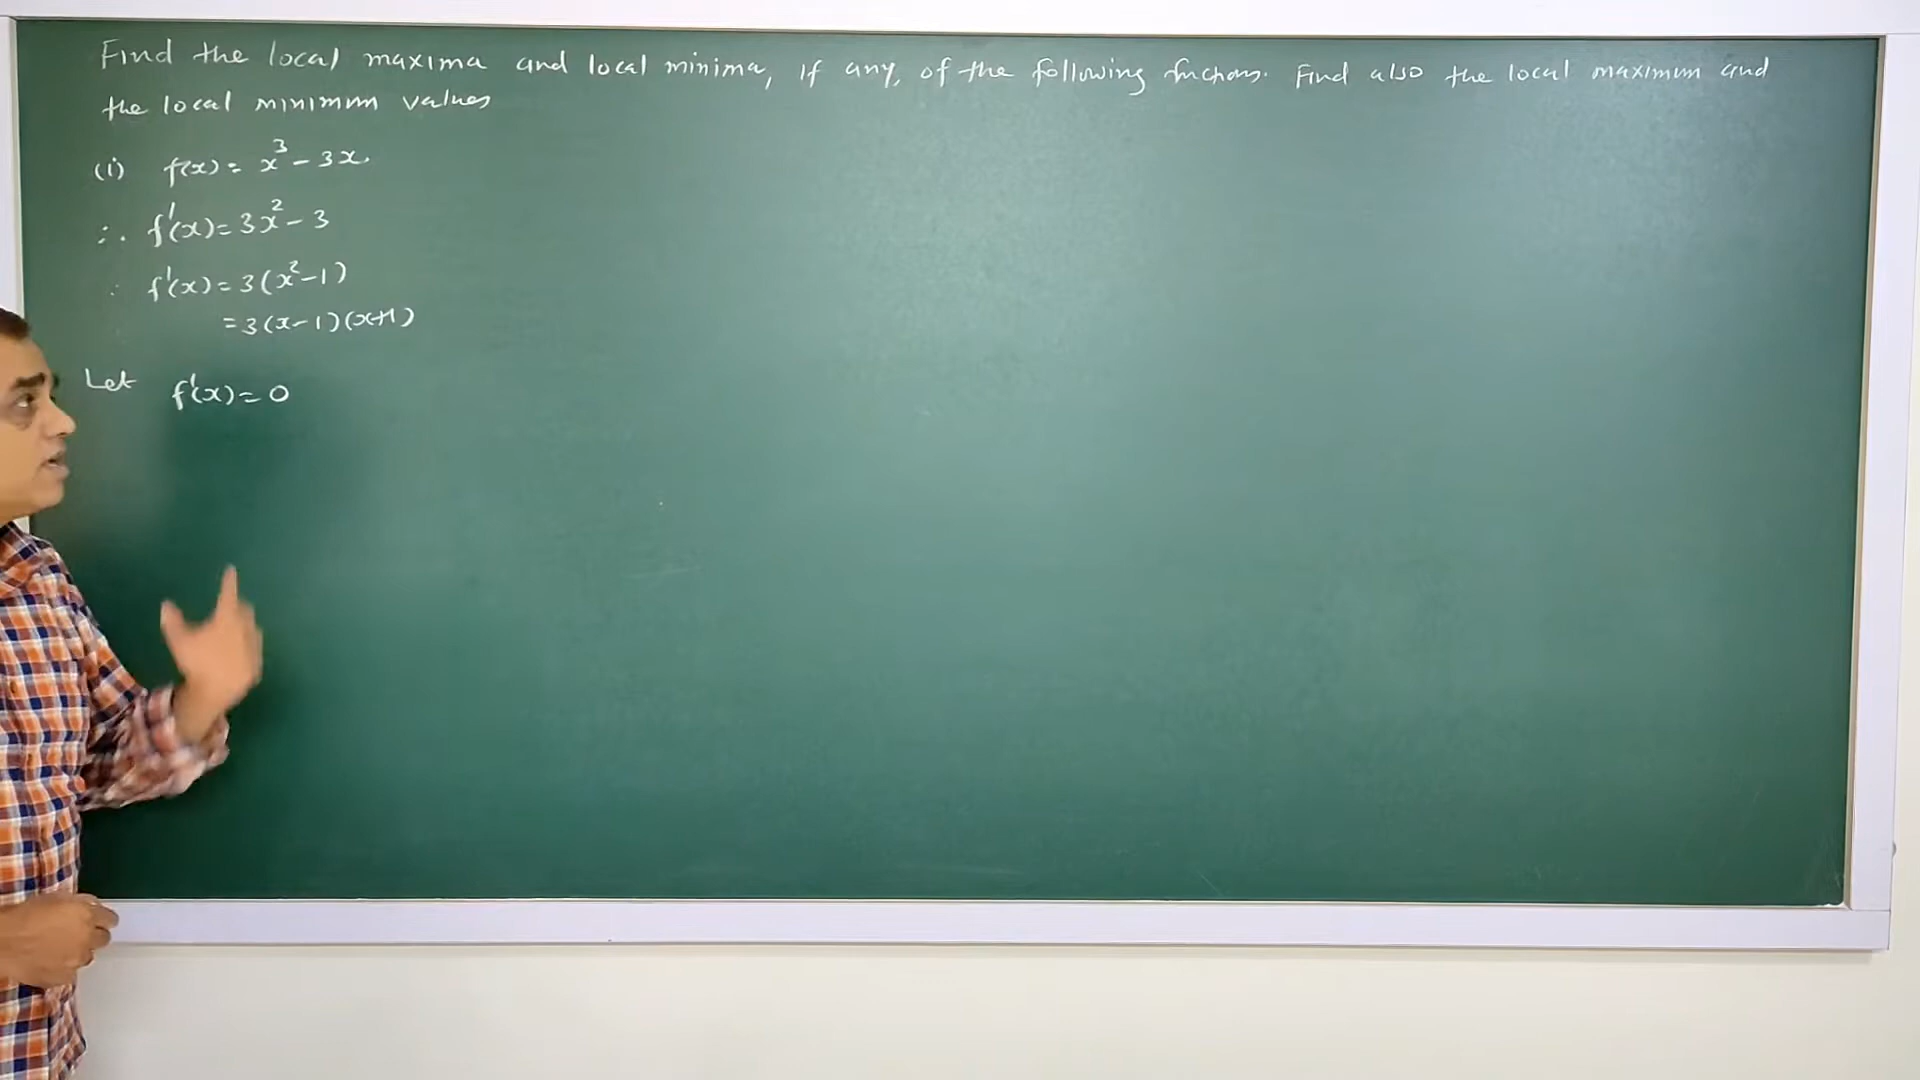 Find the local maxima and local minima, if any, of the following functions. Find also the local maximum and
the local minimum values
(i) f(x) = x³ - 3x.
∴ f'(x) = 3x² - 3
∴ f'(x) = 3(x² - 1)
= 3(x-1)(x+1)
Let f'(x) = 0